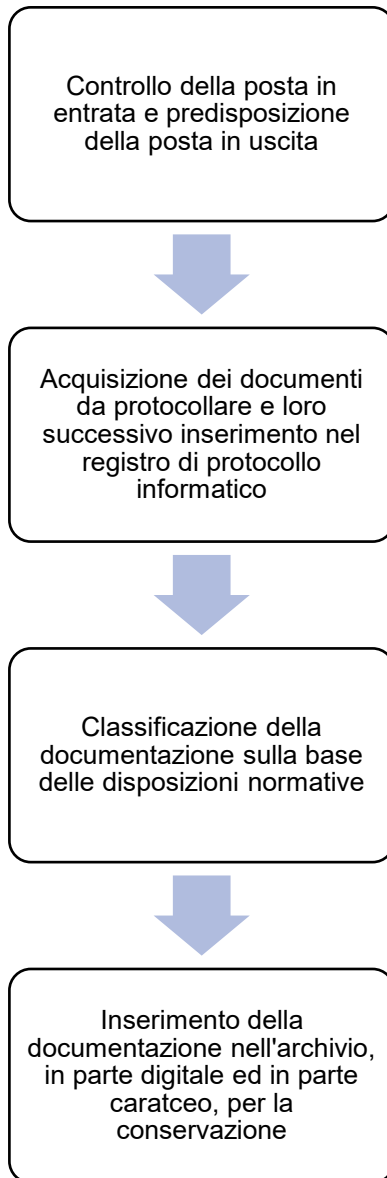 Controllo della posta in
entrata e predisposizione
della posta in uscita
Acquisizione dei documenti
da protocollare e loro
successivo inserimento nel
registro di protocollo
informatico
Classificazione della
documentazione sulla base
delle disposizioni normative
Inserimento della
documentazione nell'archivio,
in parte digitale ed in parte
caratceo, per la
conservazione